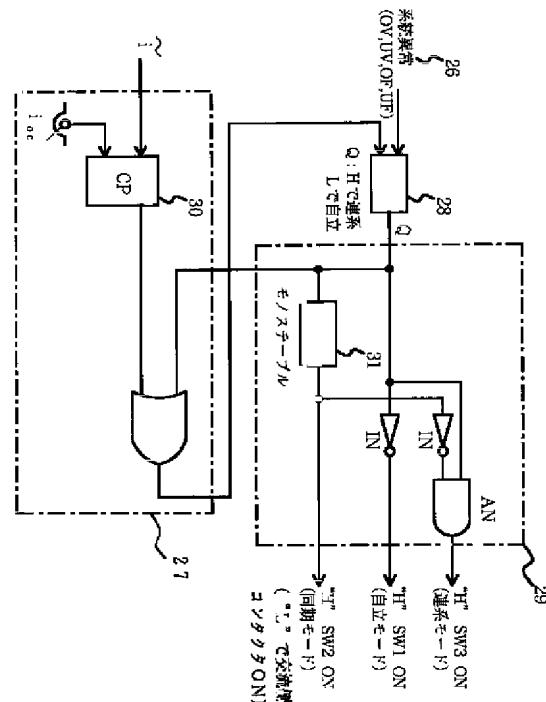 系統異常
(OV,UV,OF,UF)
26
28
Q
Q:Hで連系
Lで自立
29
31
モノステーブル
IN
IN
AN
"H" SW3 ON
(連系モード)
"H" SW1 ON
(自立モード)
"H" SW2 ON
(同期モード)
("L"で交流側
コンタクタON)
i
CP
30
27